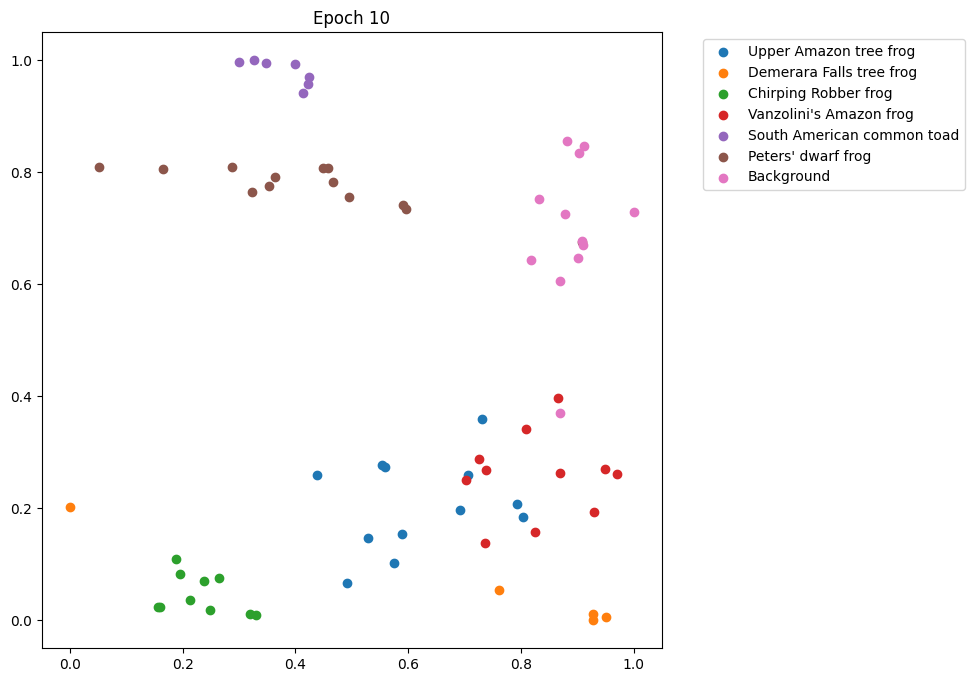 Epoch 10
Upper Amazon tree frog
Demerara Falls tree frog
Chirping Robber frog
Vanzolini's Amazon frog
South American common toad
Peters' dwarf frog
Background
1.0
0.8
0.6
0.4
0.2
0.0
0.0 0.2 0.4 0.6 0.8 1.0